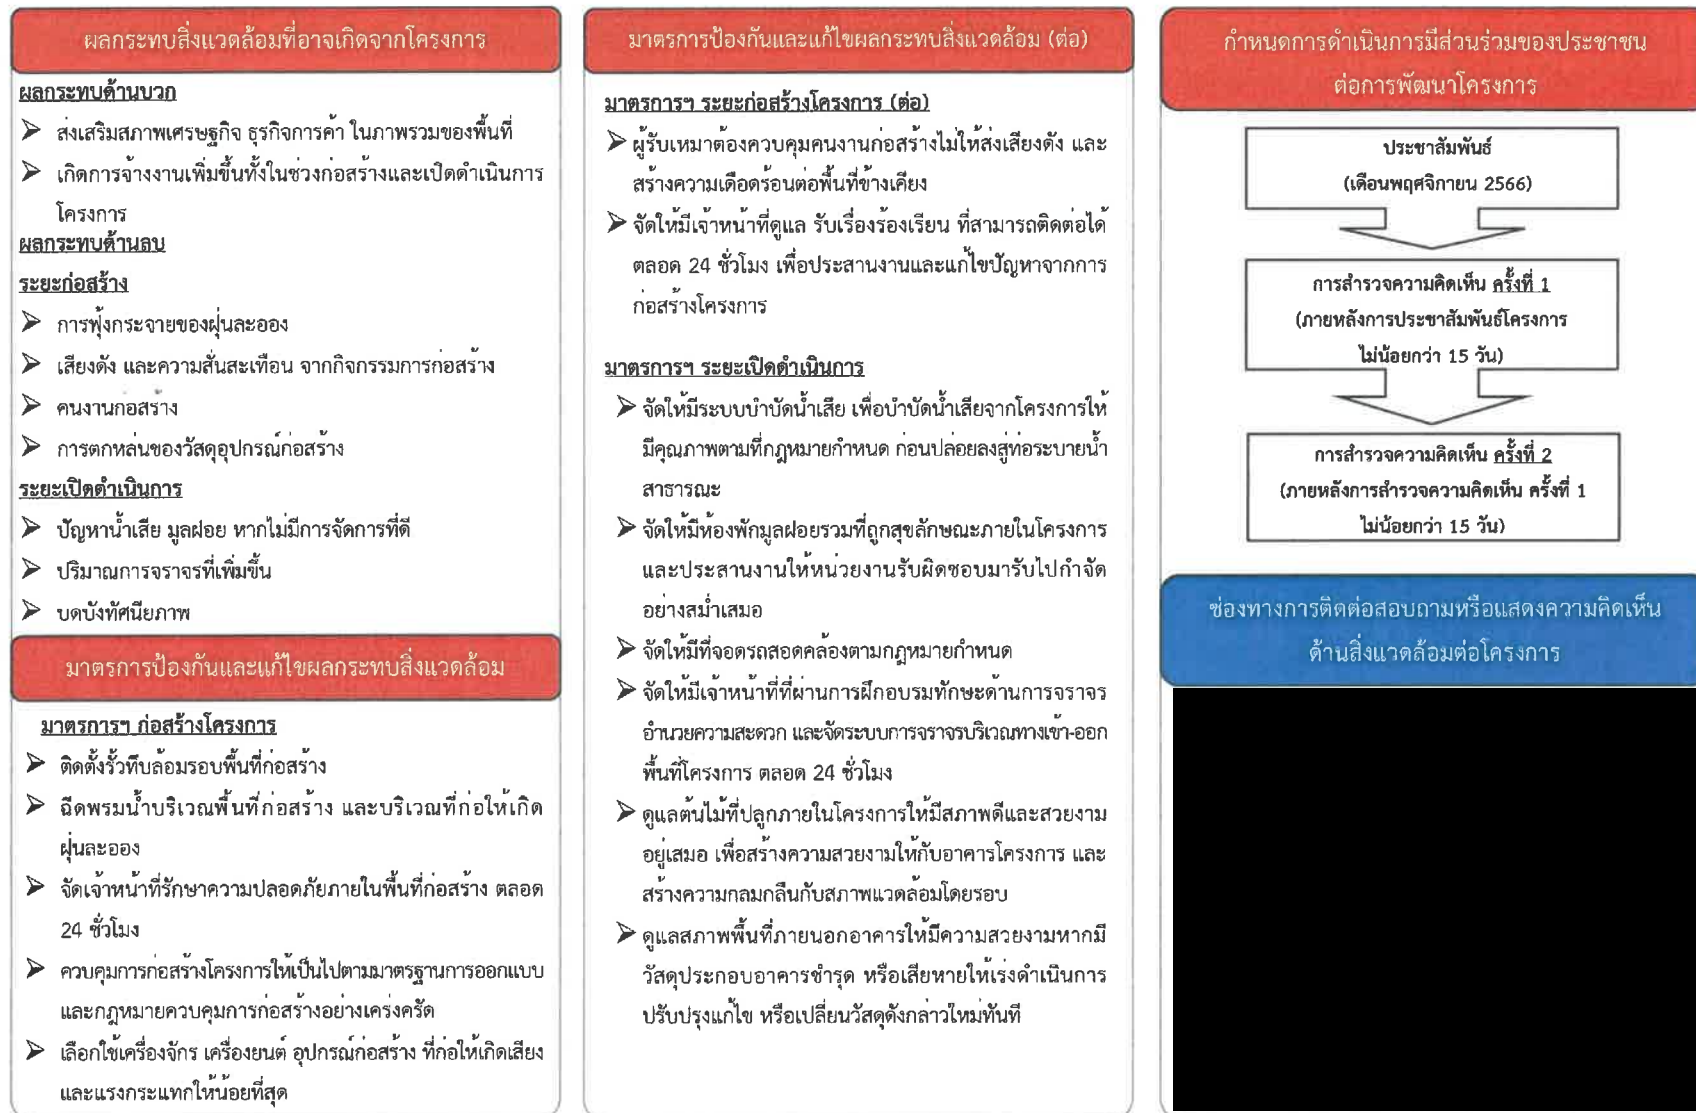 ผลกระทบสิ่งแวดล้อมที่อาจเกิดจากโครงการ
ผลกระทบด้านบวก
➢ ส่งเสริมสภาพเศรษฐกิจ ธุรกิจการค้า ในภาพรวมของพื้นที่
➢ เกิดการจ้างงานเพิ่มขึ้นทั้งในช่วงก่อสร้างและเปิดดำเนินการ
โครงการ
ผลกระทบด้านลบ
ระยะก่อสร้าง
➢ การฟุ้งกระจายของฝุ่นละออง
➢ เสียงดัง และความสั่นสะเทือน จากกิจกรรมการก่อสร้าง
➢ คนงานก่อสร้าง
➢ การตกหล่นของวัสดุอุปกรณ์ก่อสร้าง
ระยะเปิดดำเนินการ
➢ ปัญหาน้ำเสีย มูลฝอย หากไม่มีการจัดการที่ดี
➢ ปริมาณการจราจรที่เพิ่มขึ้น
➢ บดบังทัศนียภาพ
มาตรการป้องกันและแก้ไขผลกระทบสิ่งแวดล้อม
มาตรการฯ ก่อสร้างโครงการ
➢ ติดตั้งรั้วทึบล้อมรอบพื้นที่ก่อสร้าง
➢ ฉีดพรมน้ำบริเวณพื้นที่ก่อสร้าง และบริเวณที่ก่อให้เกิด
ฝุ่นละออง
➢ จัดเจ้าหน้าที่รักษาความปลอดภัยภายในพื้นที่ก่อสร้าง ตลอด
24 ชั่วโมง
➢ ควบคุมการก่อสร้างโครงการให้เป็นไปตามมาตรฐานการออกแบบ
และกฎหมายควบคุมการก่อสร้างอย่างเคร่งครัด
➢ เลือกใช้เครื่องจักร เครื่องยนต์ อุปกรณ์ก่อสร้าง ที่ก่อให้เกิดเสียง
และแรงกระแทกให้น้อยที่สุด
มาตรการป้องกันและแก้ไขผลกระทบสิ่งแวดล้อม (ต่อ)
มาตรการฯ ระยะก่อสร้างโครงการ (ต่อ)
➢ ผู้รับเหมาต้องควบคุมคนงานก่อสร้างไม่ให้ส่งเสียงดัง และ
สร้างความเดือดร้อนต่อพื้นที่ข้างเคียง
➢ จัดให้มีเจ้าหน้าที่ดูแล รับเรื่องร้องเรียน ที่สามารถติดต่อได้
ตลอด 24 ชั่วโมง เพื่อประสานงานและแก้ไขปัญหาจากการ
ก่อสร้างโครงการ
มาตรการฯ ระยะเปิดดำเนินการ
➢ จัดให้มีระบบบำบัดน้ำเสีย เพื่อบำบัดน้ำเสียจากโครงการให้
มีคุณภาพตามที่กฎหมายกำหนด ก่อนปล่อยลงสู่ท่อระบายน้ำ
สาธารณะ
➢ จัดให้มีห้องพักมูลฝอยรวมที่ถูกสุขลักษณะภายในโครงการ
และประสานงานให้หน่วยงานรับผิดชอบมารับไปกำจัด
อย่างสม่ำเสมอ
➢ จัดให้มีที่จอดรถสอดคล้องตามกฎหมายกำหนด
➢ จัดให้มีเจ้าหน้าที่ที่ผ่านการฝึกอบรมทักษะด้านการจราจร
อำนวยความสะดวก และจัดระบบการจราจรบริเวณทางเข้า-ออก
พื้นที่โครงการ ตลอด 24 ชั่วโมง
➢ ดูแลต้นไม้ที่ปลูกภายในโครงการให้มีสภาพดีและสวยงาม
อยู่เสมอ เพื่อสร้างความสวยงามให้กับอาคารโครงการ และ
สร้างความกลมกลืนกับสภาพแวดล้อมโดยรอบ
➢ ดูแลสภาพพื้นที่ภายนอกอาคารให้มีความสวยงามหากมี
วัสดุประกอบอาคารชำรุด หรือเสียหายให้เร่งดำเนินการ
ปรับปรุงแก้ไข หรือเปลี่ยนวัสดุดังกล่าวใหม่ทันที
กำหนดการดำเนินการมีส่วนร่วมของประชาชน
ต่อการพัฒนาโครงการ
ประชาสัมพันธ์
(เดือนพฤศจิกายน 2566)
การสำรวจความคิดเห็น ครั้งที่ 1
(ภายหลังการประชาสัมพันธ์โครงการ
ไม่น้อยกว่า 15 วัน)
การสำรวจความคิดเห็น ครั้งที่ 2
(ภายหลังการสำรวจความคิดเห็น ครั้งที่ 1
ไม่น้อยกว่า 15 วัน)
ช่องทางการติดต่อสอบถามหรือแสดงความคิดเห็น
ด้านสิ่งแวดล้อมต่อโครงการ